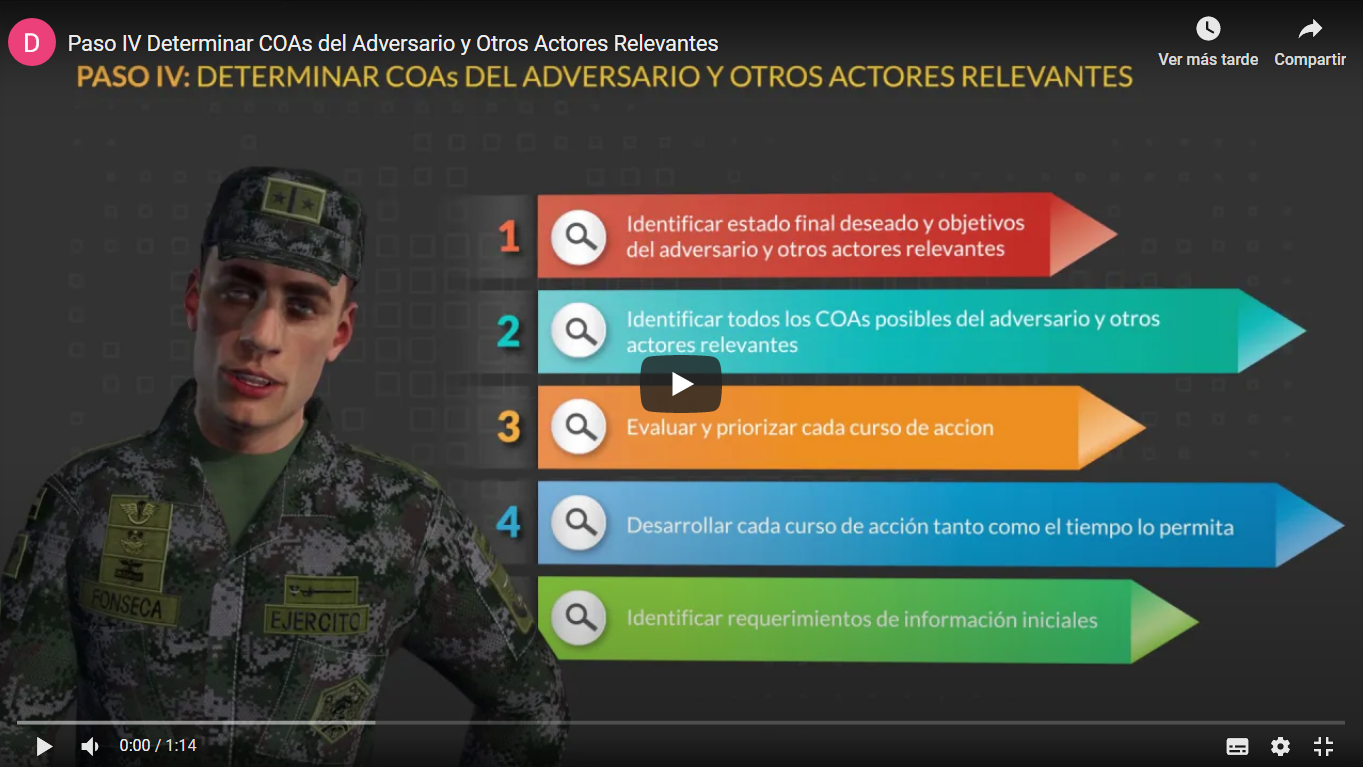 D
Paso IV Determinar COAs del Adversario y Otros Actores Relevantes
Ver más tarde
Compartir
PASO IV: DETERMINAR COAs DEL ADVERSARIO Y OTROS ACTORES RELEVANTES
1
Identificar estado final deseado y objetivos
del adversario y otros actores relevantes
2
Identificar todos los COAs posibles del adversario y otros
actores relevantes
3
Evaluar y priorizar cada curso de accion
4
Desarrollar cada curso de acción tanto como el tiempo lo permita
Identificar requerimientos de información iniciales
FONSECA
EJERCITO
0:00 / 1:14